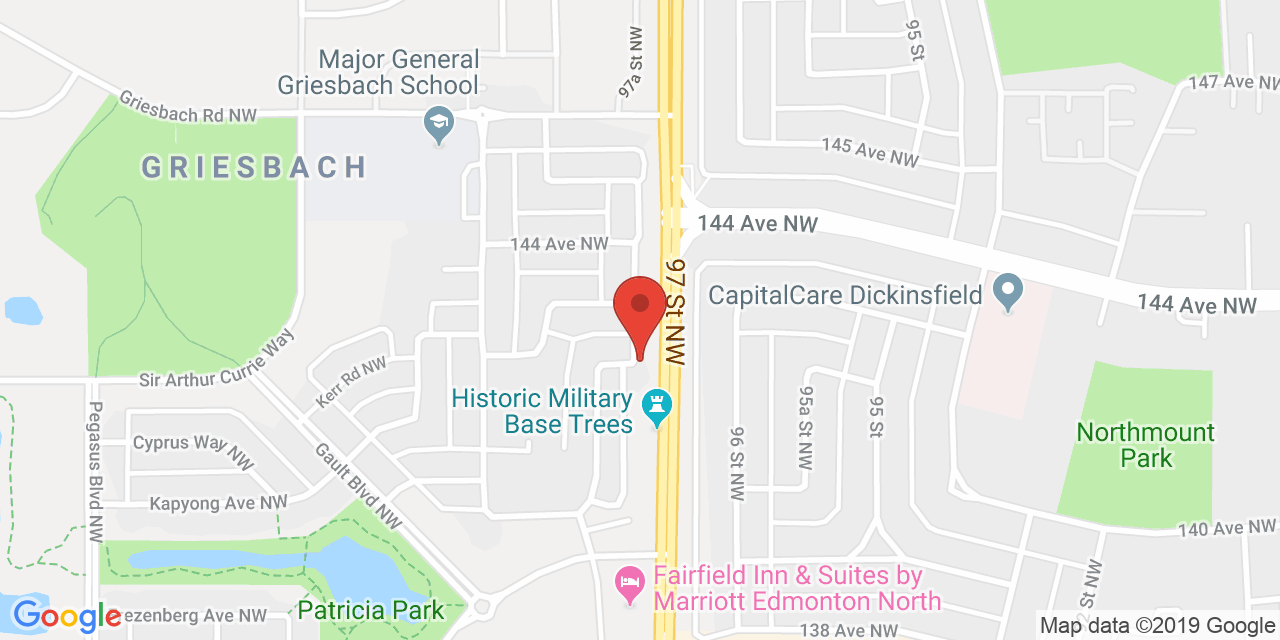 97a St NW
95 St
Major General
Griesbach School
147 Ave NW
Griesbach Rd NW
145 Ave NW
GRIESBACH
144 Ave NW
144 Ave NW
97 St NW
CapitalCare Dickinsfield
144 Ave NW
Sir Arthur Currie Way
Kerr Rd NW
Historic Military
Base Trees
95a St NW
95 St
Pegasus Blvd NW
Cyprus Way NW
Gault Blvd NW
96 St NW
Northmount
Park
Kapyong Ave NW
140 Ave NW
Fairfield Inn & Suites by
Marriott Edmonton North
Patricia Park
Google
ezenberg Ave NW
2 St NW
138 Ave NW
Map data ©2019 Google